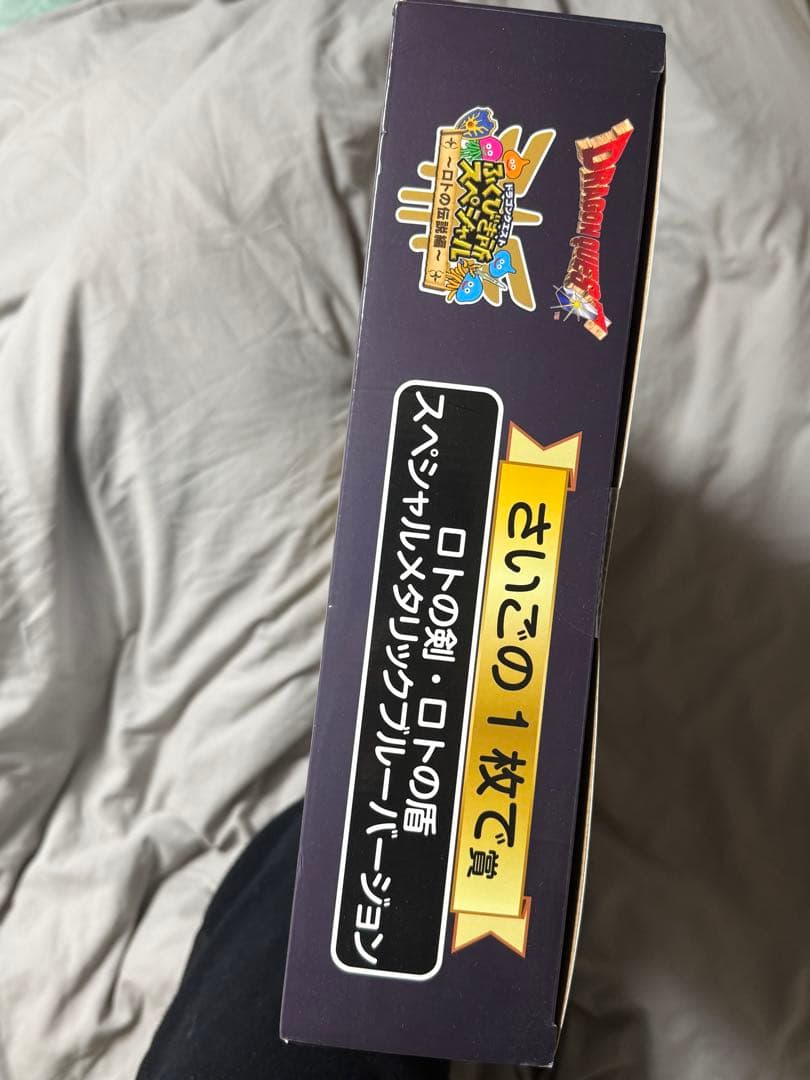 DRAGON QUEST
TM
ドラゴンクエスト
ふくびき所
スペシャル
～ロトの伝説編～
さいごの1枚で賞
ロトの剣・ロトの盾
スペシャルメタリックブルーバージョン